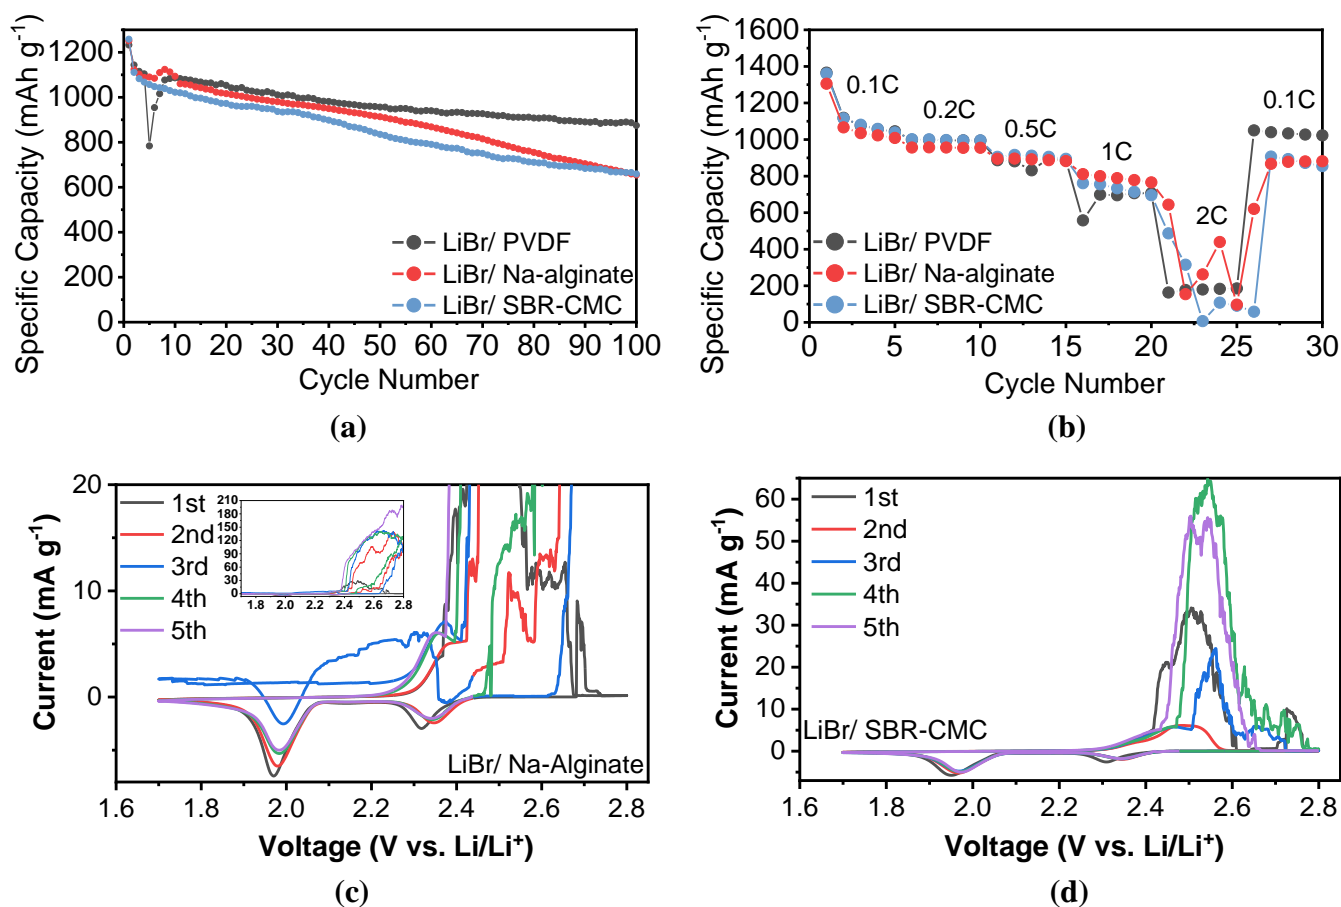 (a)
Specific Capacity (mAh g⁻¹)
1200
1000
800
600
400
200
0
LiBr/ PVDF
LiBr/ Na-alginate
LiBr/ SBR-CMC
0 10 20 30 40 50 60 70 80 90 100
Cycle Number
(a)
(b)
Specific Capacity (mAh g⁻¹)
1600
1400
1200
1000
800
600
400
200
0
0.1C
0.2C
0.5C
1C
2C
0.1C
LiBr/ PVDF
LiBr/ Na-alginate
LiBr/ SBR-CMC
0 5 10 15 20 25 30
Cycle Number
(b)
Current (mA g⁻¹)
20
10
0
1st
2nd
3rd
4th
5th
210
180
150
120
90
60
30
0
1.8 2.0 2.2 2.4 2.6 2.8
LiBr/ Na-Alginate
1.6 1.8 2.0 2.2 2.4 2.6 2.8
Voltage (V vs. Li/Li⁺)
(c)
Current (mA g⁻¹)
60
50
40
30
20
10
0
1st
2nd
3rd
4th
5th
LiBr/ SBR-CMC
1.6 1.8 2.0 2.2 2.4 2.6 2.8
Voltage (V vs. Li/Li⁺)
(d)